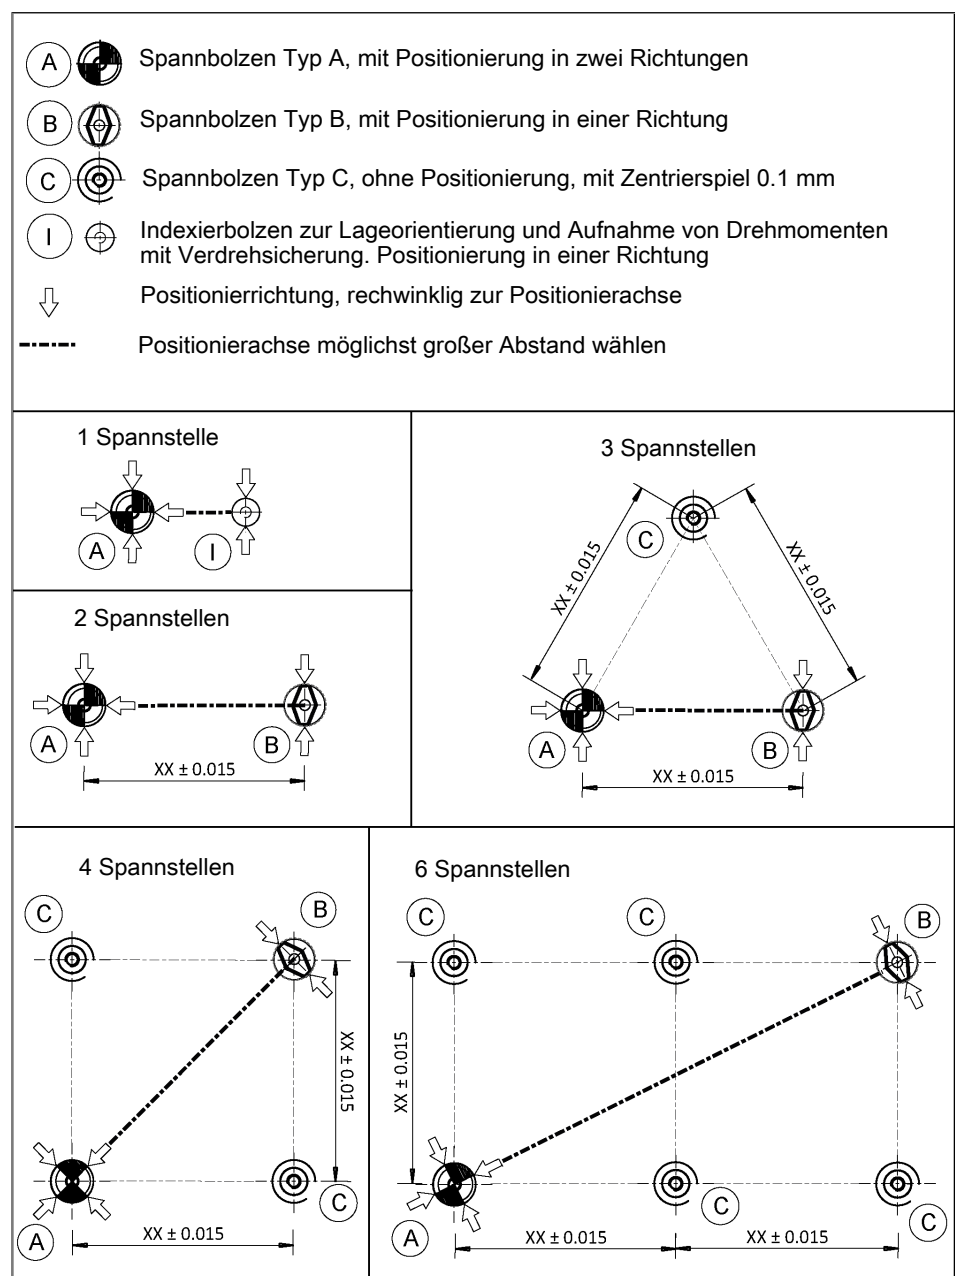 A Spannbolzen Typ A, mit Positionierung in zwei Richtungen
B Spannbolzen Typ B, mit Positionierung in einer Richtung
C Spannbolzen Typ C, ohne Positionierung, mit Zentrierspiel 0.1 mm
I Indexierbolzen zur Lageorientierung und Aufnahme von Drehmomenten
mit Verdrehsicherung. Positionierung in einer Richtung
Positionierrichtung, rechwinklig zur Positionierachse
Positionierachse möglichst großer Abstand wählen
1 Spannstelle
A I
2 Spannstellen
A B
XX ± 0.015
3 Spannstellen
C
XX ± 0.015
XX ± 0.015
A B
XX ± 0.015
4 Spannstellen
C B
XX ± 0.015
A C
XX ± 0.015
6 Spannstellen
C C B
XX ± 0.015
A C C
XX ± 0.015 XX ± 0.015